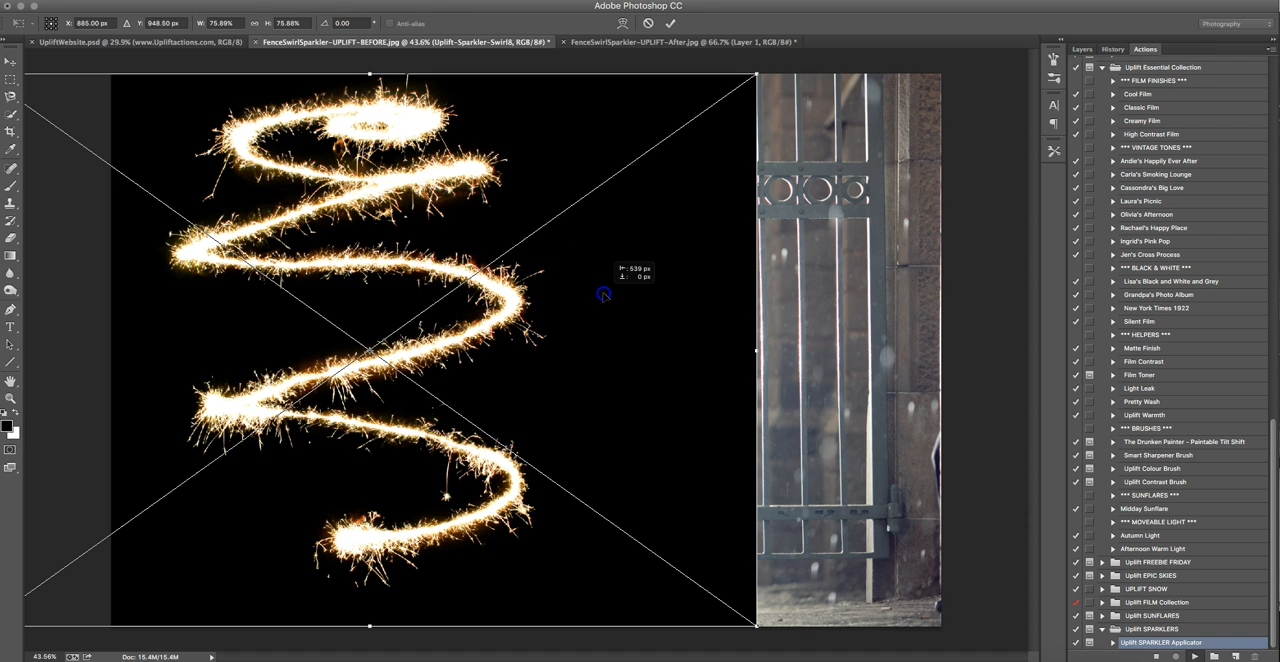 Adobe Photoshop CC
X: 885.00 px Y: 948.50 px W: 75.89% H: 75.88% 0.00 ° Anti-alias Photography
× UpliftWebsite.psd @ 29.9% (www.Upliftactions.com, RGB/8) × FenceSwirlSparkler-UPLIFT-BEFORE.jpg @ 43.6% (Uplift-Sparkler-Swirl8, RGB/8#) * × FenceSwirlSparkler-UPLIFT-After.jpg @ 66.7% (Layer 1, RGB/8#) *
Layers History Actions
Uplift Essential Collection
*** FILM FINISHES ***
Cool Film
Classic Film
Creamy Film
High Contrast Film
*** VINTAGE TONES ***
Andie's Happily Ever After
Carla's Smoking Lounge
Cassondra's Big Love
Laura's Picnic
Olivia's Afternoon
Rachael's Happy Place
Ingrid's Pink Pop
Jen's Cross Process
*** BLACK & WHITE ***
Lisa's Black and White and Grey
Grandpa's Photo Album
New York Times 1922
Silent Film
*** HELPERS ***
Matte Finish
Film Contrast
Film Toner
Light Leak
Pretty Wash
Uplift Warmth
*** BRUSHES ***
The Drunken Painter - Paintable Tilt Shift
Smart Sharpener Brush
Uplift Colour Brush
Uplift Contrast Brush
*** SUNFLARES ***
Midday Sunflare
*** MOVEABLE LIGHT ***
Autumn Light
Afternoon Warm Light
Uplift FREEBIE FRIDAY
Uplift EPIC SKIES
UPLIFT SNOW
Uplift FILM Collection
Uplift SUNFLARES
Uplift SPARKLERS
Uplift SPARKLER Applicator
: 539 px
: 0 px
43.56% Doc: 15.4M/15.4M